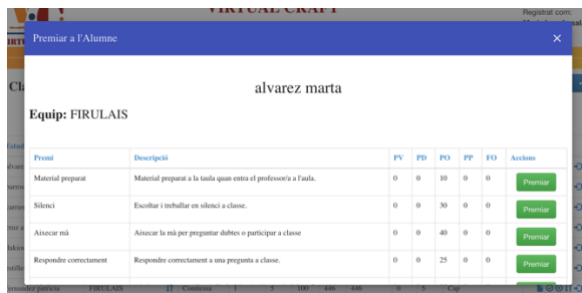 VIRTUAL CRAFT
Registrat com:
Premiar a l'Alumne ×
alvarez marta
Equip: FIRULAIS
Premi Descripció PV PD PO PP FO Accions
Material preparat Material preparat a la taula quan entra el professor/a a l'aula. 0 0 10 0 0 Premiar
Silenci Escoltar i treballar en silenci a classe. 0 0 30 0 0 Premiar
Aixecar mà Aixecar la mà per preguntar dubtes o participar a classe 0 0 40 0 0 Premiar
Respondre correctament Respondre correctament a una pregunta a classe. 0 0 25 0 0 Premiar
fernandez patricia FIRULAIS 17 1 5 100 446 446 0 5 Cap